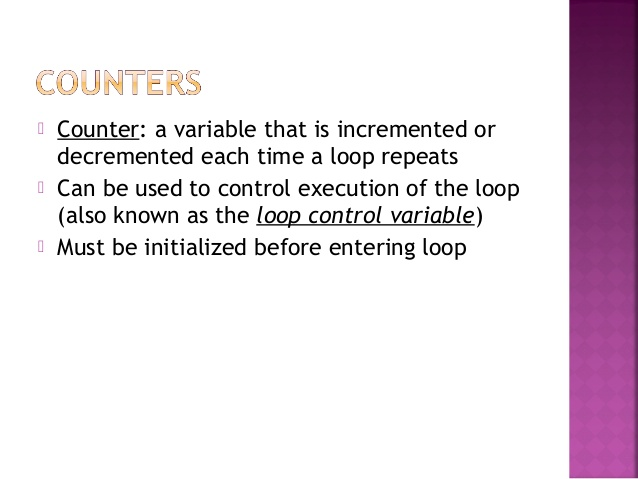 COUNTERS
Counter: a variable that is incremented or
decremented each time a loop repeats
Can be used to control execution of the loop
(also known as the loop control variable)
Must be initialized before entering loop